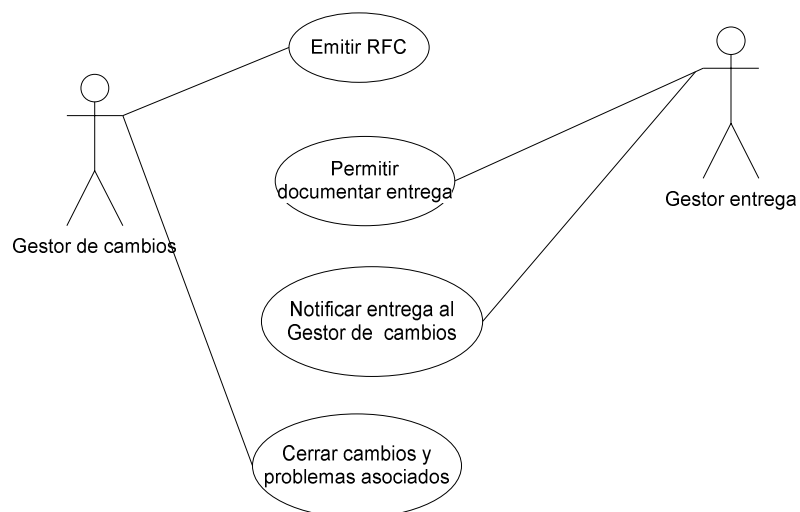 Emitir RFC
Permitir
documentar entrega
Gestor entrega
Gestor de cambios
Notificar entrega al
Gestor de cambios
Cerrar cambios y
problemas asociados